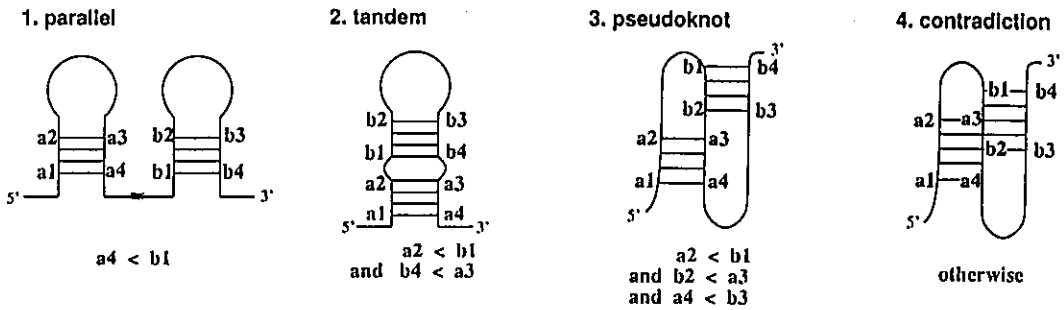 1. parallel
2. tandem
3. pseudoknot
4. contradiction
a2 a3
a1 a4
b2 b3
b1 b4
5' 3'
a4 < b1
b2 b3
b1 b4
a2 a3
a1 a4
5' 3'
a2 < b1
and b4 < a3
3'
b1 b4
b2 b3
a2 a3
a1 a4
5'
a2 < b1
and b2 < a3
and a4 < b3
3'
b1 b4
a2 a3
b2 b3
a1 a4
5'
otherwise